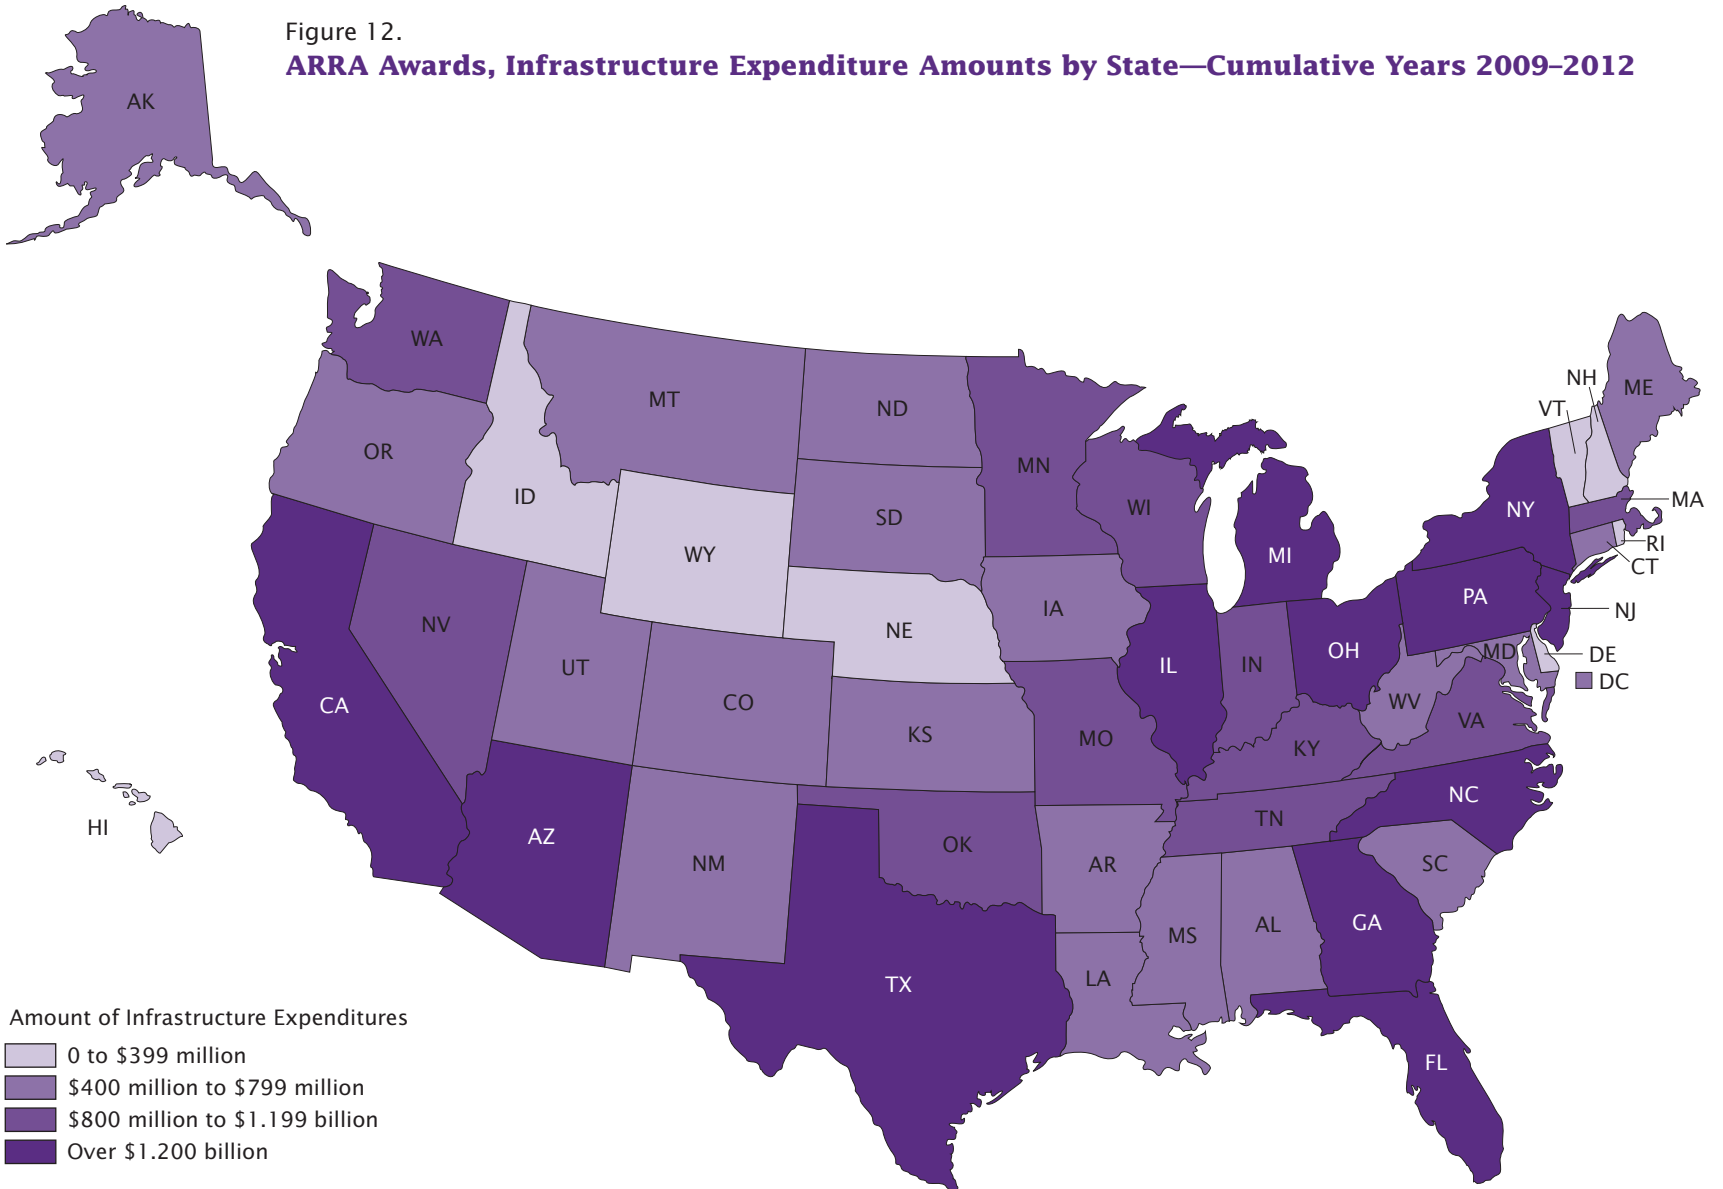 Figure 12.
ARRA Awards, Infrastructure Expenditure Amounts by State—Cumulative Years 2009–2012
AK
WA
MT
ND
OR
ID
MN
SD
WI
WY
NH
ME
VT
NY
MA
MI
RI
CT
IA
NE
PA
NJ
NV
UT
CO
IL
IN
OH
MD
DE
DC
CA
KS
MO
WV
VA
KY
HI
AZ
NM
OK
TN
NC
AR
SC
MS
AL
GA
LA
TX
FL
Amount of Infrastructure Expenditures
0 to $399 million
$400 million to $799 million
$800 million to $1.199 billion
Over $1.200 billion